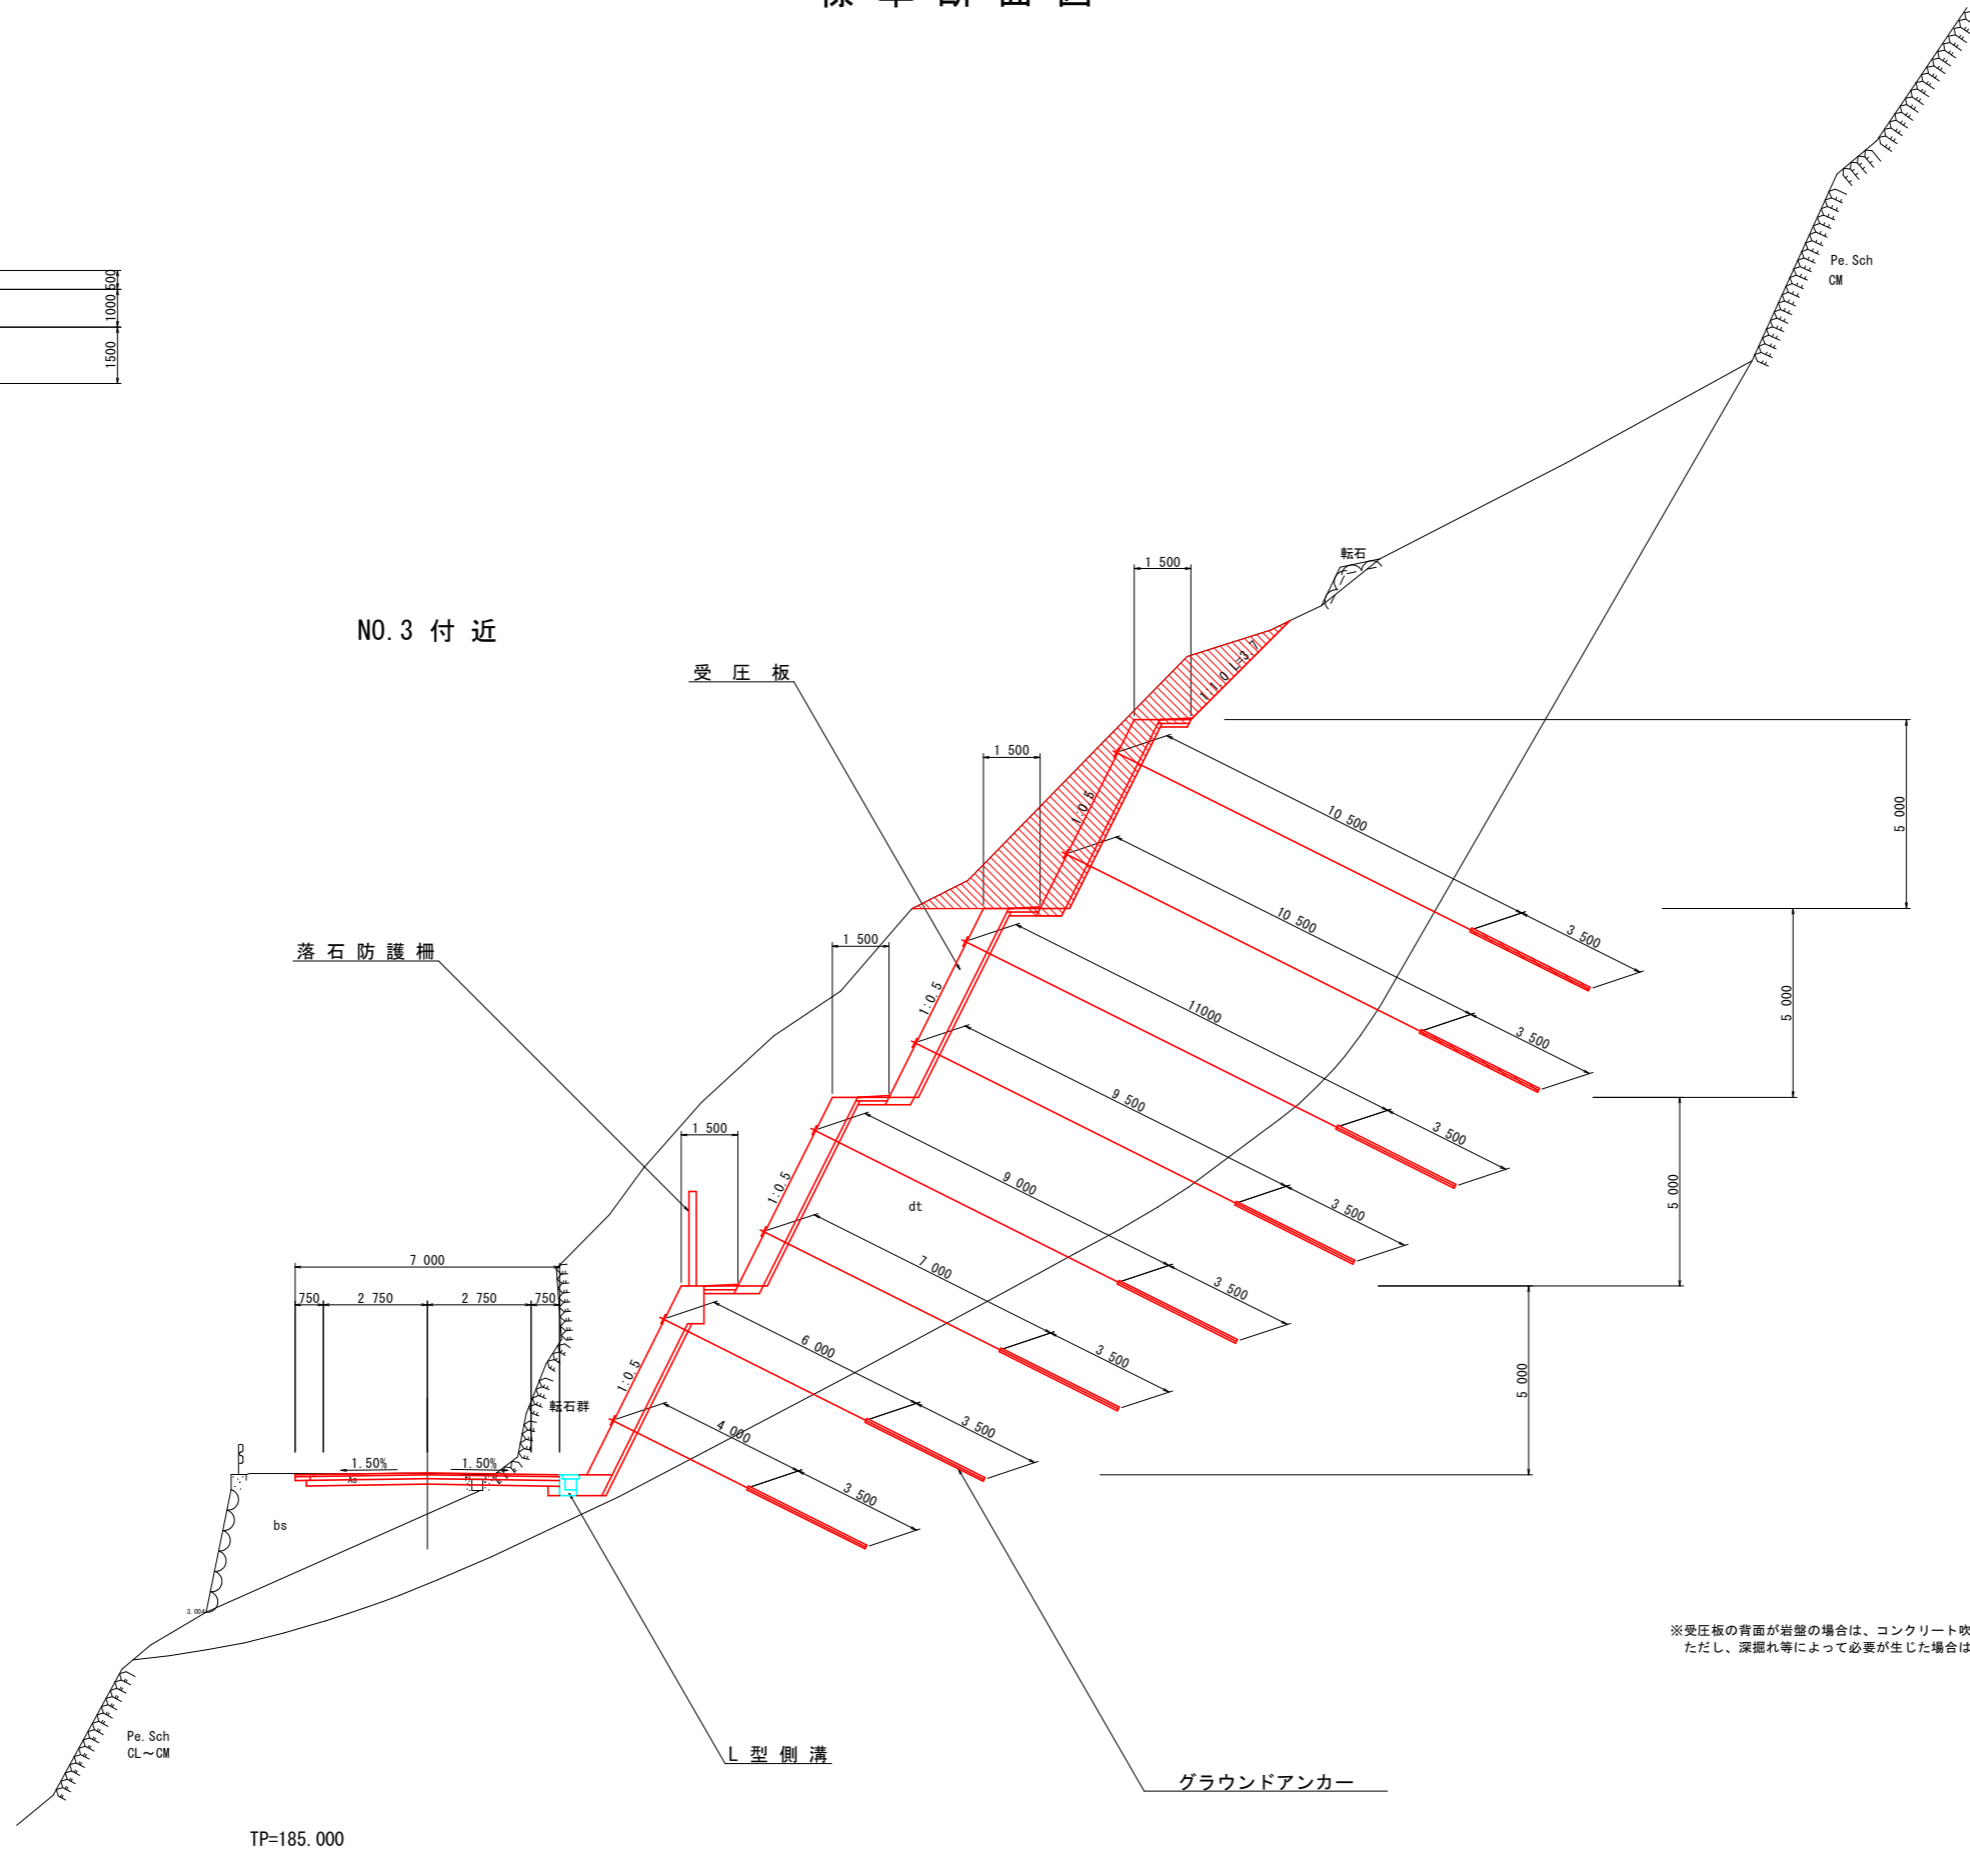 標準断面図
500
1000
1500
Pe.Sch
CM
転石
1 500
NO.3 付 近
受 圧 板
1:1.0 L=3.7
1 500
1:0.5
10 500
5 000
10 500
3 500
落 石 防 護 柵
1 500
1:0.5
11000
3 500
5 000
9 500
3 500
1 500
1:0.5
9 000
dt
3 500
5 000
7 000
7 000
3 500
750
2 750
2 750
750
6 000
1:0.5
転石群
4 000
3 500
5 000
1.50%
1.50%
As
3 500
bs
3.004
※受圧板の背面が岩盤の場合は、コンクリート吹
ただし、深掘れ等によって必要が生じた場合は
Pe.Sch
CL～CM
L 型 側 溝
グラウンドアンカー
TP=185.000